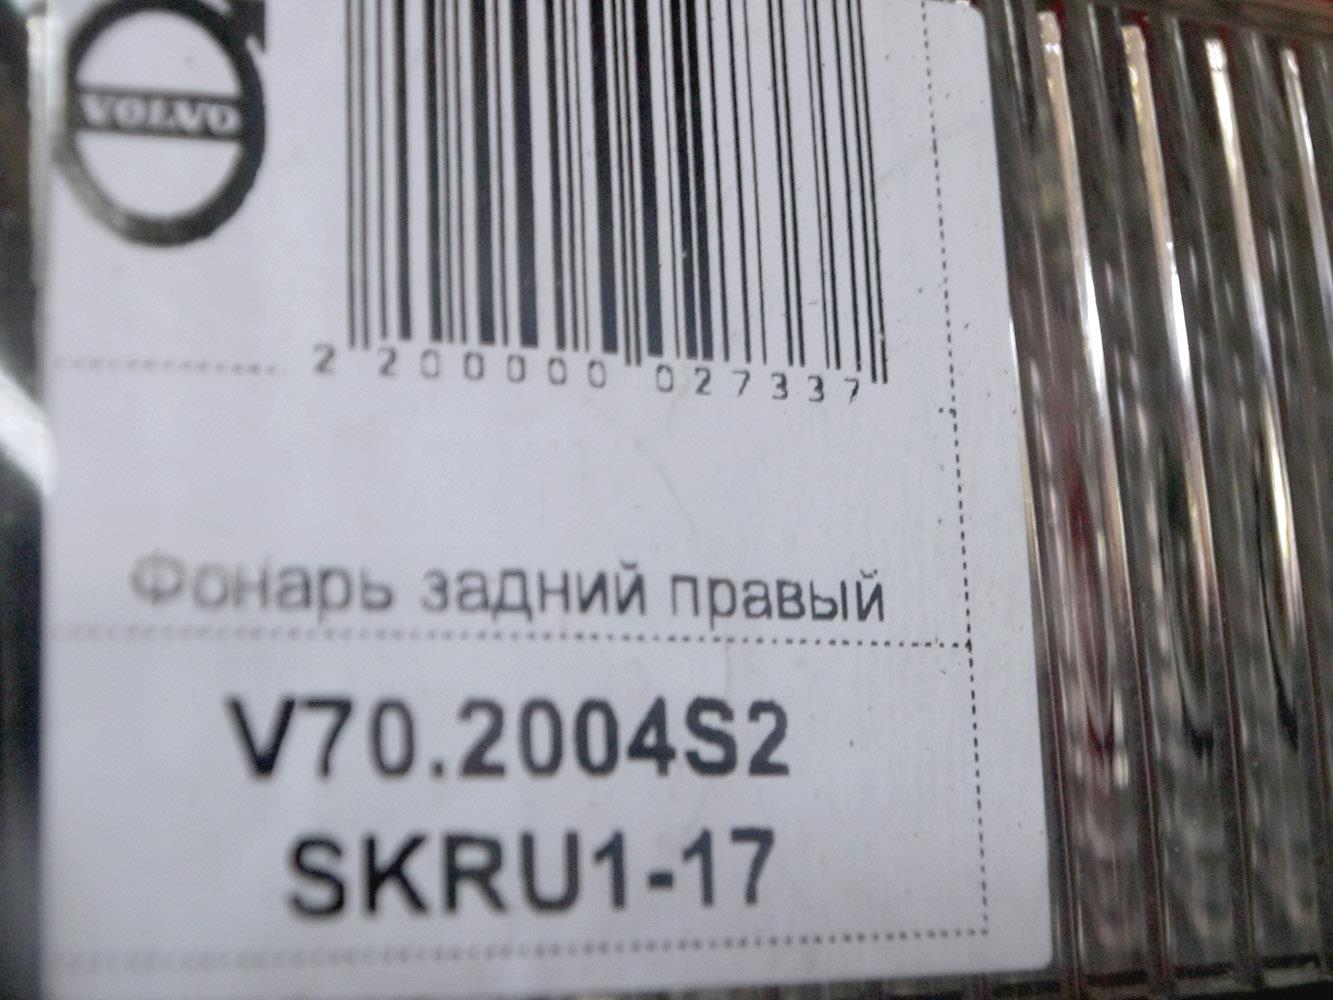 VOLVO
2 200000 027337
Фонарь задний правый
V70.2004S2
SKRU1-17